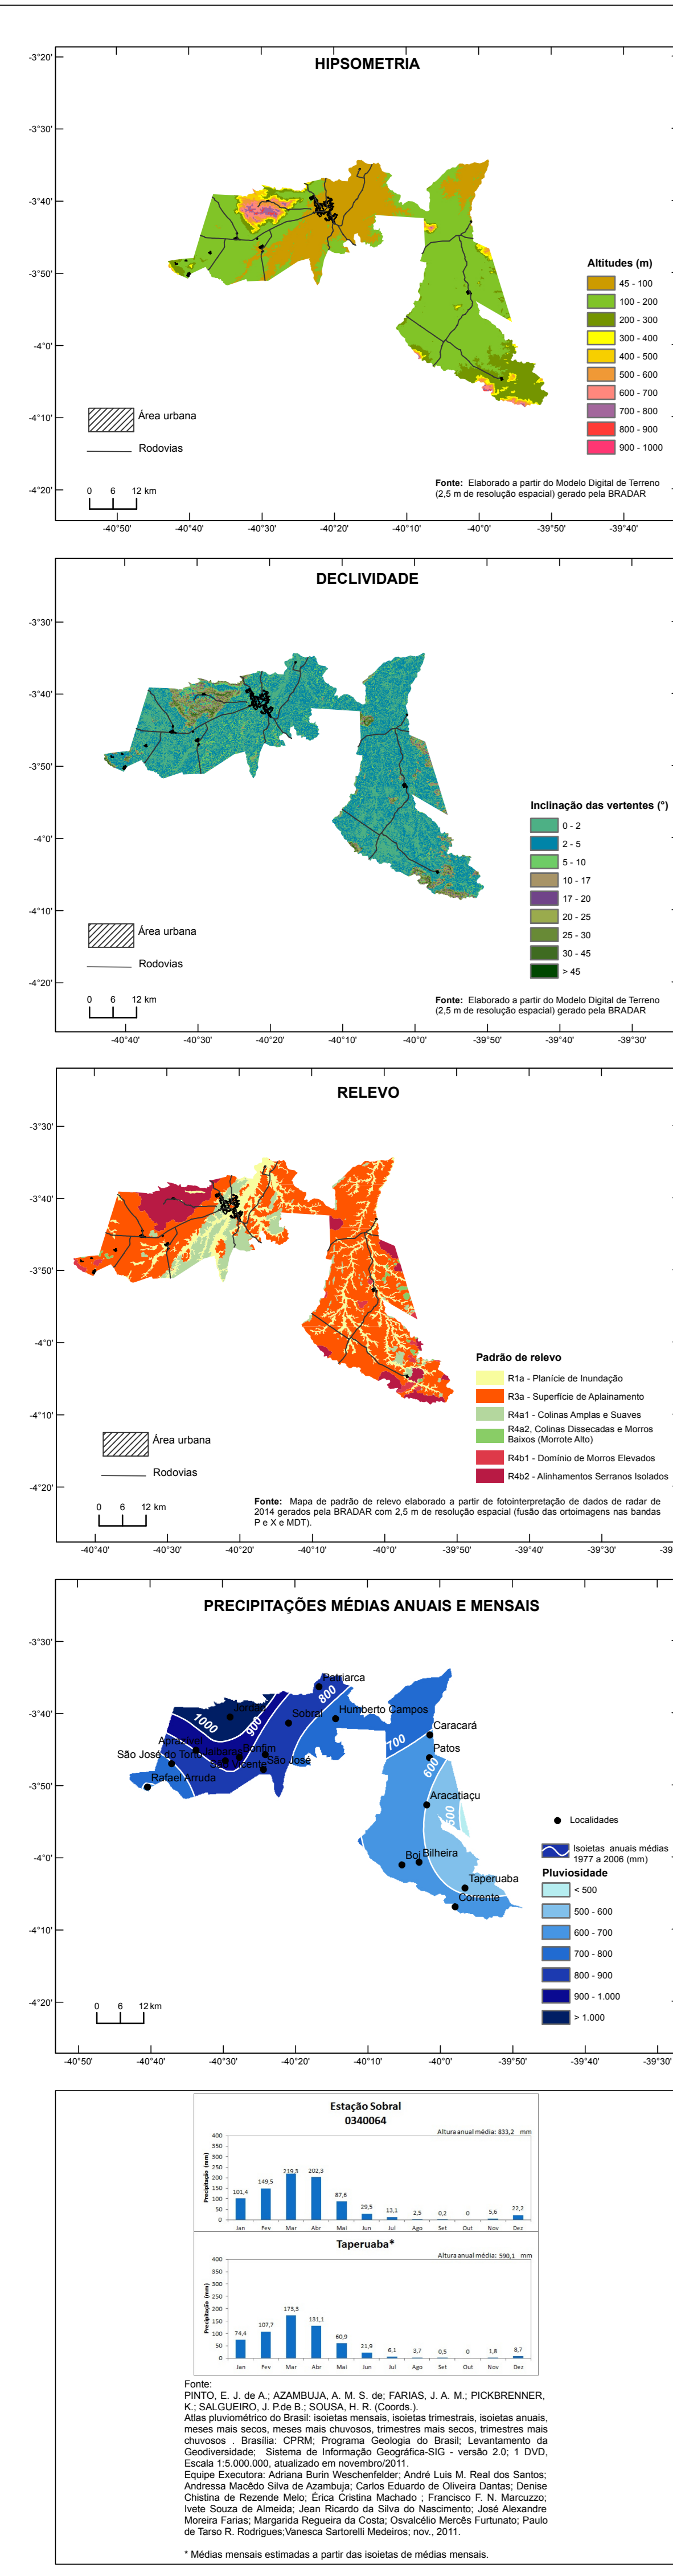 HIPSOMETRIA
-3°20'
-3°30'
-3°40'
-3°50'
-4°0'
-4°10'
-4°20'
Altitudes (m)
45 - 100
100 - 200
200 - 300
300 - 400
400 - 500
500 - 600
600 - 700
700 - 800
800 - 900
900 - 1000
Área urbana
Rodovias
0 6 12 km
Fonte: Elaborado a partir do Modelo Digital de Terreno
(2,5 m de resolução espacial) gerado pela BRADAR
-40°50' -40°40' -40°30' -40°20' -40°10' -40°0' -39°50' -39°40'
DECLIVIDADE
-3°30'
-3°40'
-3°50'
-4°0'
-4°10'
-4°20'
Inclinação das vertentes (°)
0 - 2
2 - 5
5 - 10
10 - 17
17 - 20
20 - 25
25 - 30
30 - 45
> 45
Área urbana
Rodovias
0 6 12 km
Fonte: Elaborado a partir do Modelo Digital de Terreno
(2,5 m de resolução espacial) gerado pela BRADAR
-40°40' -40°30' -40°20' -40°10' -40°0' -39°50' -39°40' -39°30'
RELEVO
-3°30'
-3°40'
-3°50'
-4°0'
-4°10'
-4°20'
Padrão de relevo
R1a - Planície de Inundação
R3a - Superfície de Aplainamento
R4a1 - Colinas Amplas e Suaves
R4a2, Colinas Dissecadas e Morros
Baixos (Morrote Alto)
R4b1 - Domínio de Morros Elevados
R4b2 - Alinhamentos Serranos Isolados
Área urbana
Rodovias
0 6 12 km
Fonte: Mapa de padrão de relevo elaborado a partir de fotointerpretação de dados de radar de
2014 gerados pela BRADAR com 2,5 m de resolução espacial (fusão das ortoimagens nas bandas
P e X e MDT).
-40°40' -40°30' -40°20' -40°10' -40°0' -39°50' -39°40' -39
PRECIPITAÇÕES MÉDIAS ANUAIS E MENSAIS
-3°30'
-3°40'
-3°50'
-4°0'
-4°10'
-4°20'
Patriarca
800
Jordão
1000
900
Sobral
Humberto Campos
Caracará
700
Aprazível
Bonfim
Patos
São José do Torto
São José
600
Rafael Arruda
Aracatiaçu
500
Boi
Bilheira
Taperuaba
Corrente
Localidades
Isoietas anuais médias
1977 a 2006 (mm)
Pluviosidade
< 500
500 - 600
600 - 700
700 - 800
800 - 900
900 - 1.000
> 1.000
0 6 12 km
-40°50' -40°40' -40°30' -40°20' -40°10' -40°0' -39°50' -39°40' -39°30'
Estação Sobral
0340064
Altura anual média: 833,2 mm
Precipitação (mm)
400
350
300
250
200
150
100
50
0
101,4 149,5 219,3 202,3 87,6 29,5 13,1 2,5 0,2 0 5,6 22,2
Jan Fev Mar Abr Mai Jun Jul Ago Set Out Nov Dez
Taperuaba*
Altura anual média: 590,1 mm
Precipitação (mm)
400
350
300
250
200
150
100
50
0
74,4 107,7 173,3 131,1 60,9 21,9 6,1 3,7 0,5 0 1,8 8,7
Jan Fev Mar Abr Mai Jun Jul Ago Set Out Nov Dez
Fonte:
PINTO, E. J. de A.; AZAMBUJA, A. M. S. de; FARIAS, J. A. M.; PICKBRENNER,
K.; SALGUEIRO, J. P.de B.; SOUSA, H. R. (Coords.).
Atlas pluviométrico do Brasil: isoietas mensais, isoietas trimestrais, isoietas anuais,
meses mais secos, meses mais chuvosos, trimestres mais secos, trimestres mais
chuvosos . Brasília: CPRM; Programa Geologia do Brasil; Levantamento da
Geodiversidade; Sistema de Informação Geográfica-SIG - versão 2.0; 1 DVD,
Escala 1:5.000.000, atualizado em novembro/2011.
Equipe Executora: Adriana Burin Weschenfelder; André Luis M. Real dos Santos;
Andressa Macêdo Silva de Azambuja; Carlos Eduardo de Oliveira Dantas; Denise
Chistina de Rezende Melo; Érica Cristina Machado ; Francisco F. N. Marcuzzo;
Ivete Souza de Almeida; Jean Ricardo da Silva do Nascimento; José Alexandre
Moreira Farias; Margarida Regueira da Costa; Osvalcélio Mercês Furtunato; Paulo
de Tarso R. Rodrigues;Vanesca Sartorelli Medeiros; nov., 2011.
* Médias mensais estimadas a partir das isoietas de médias mensais.